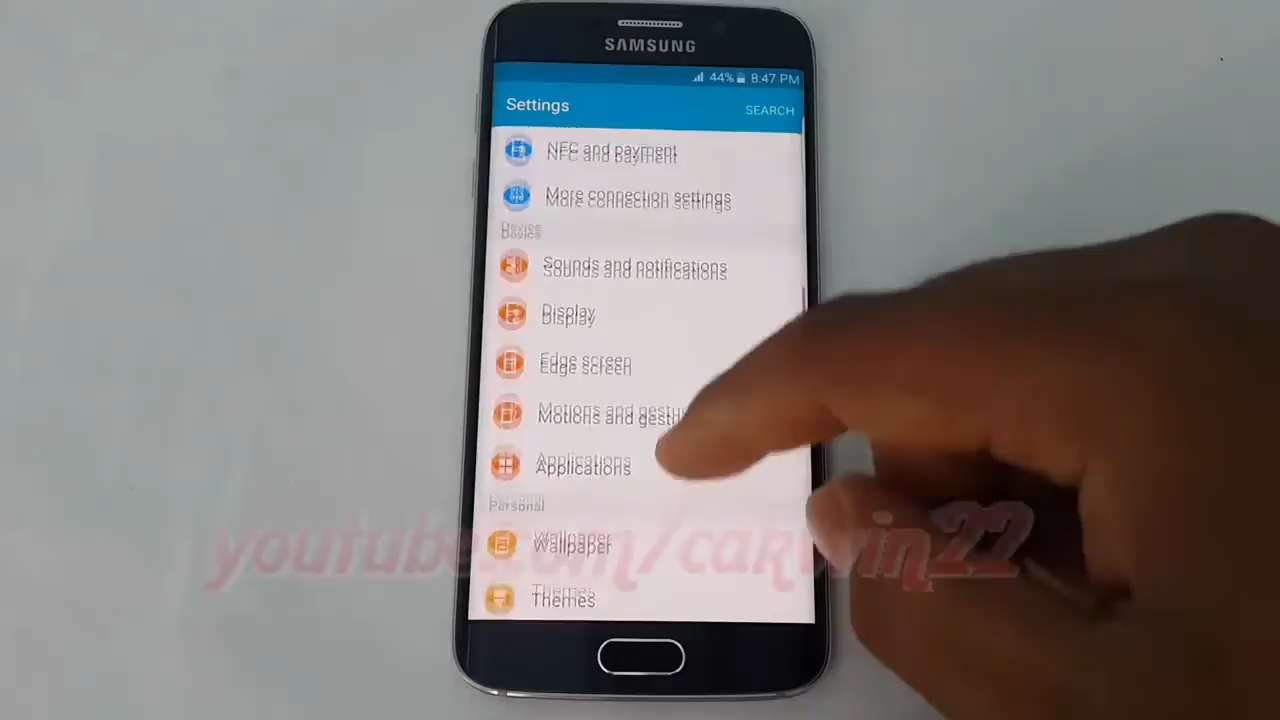 SAMSUNG
44% 8:47 PM
Settings
SEARCH
NFC and payment
More connection settings
Device
Sounds and notifications
Display
Edge screen
Motions and gestu
Applications
Personal
Wallpaper
Themes
youtube.com/carwin22